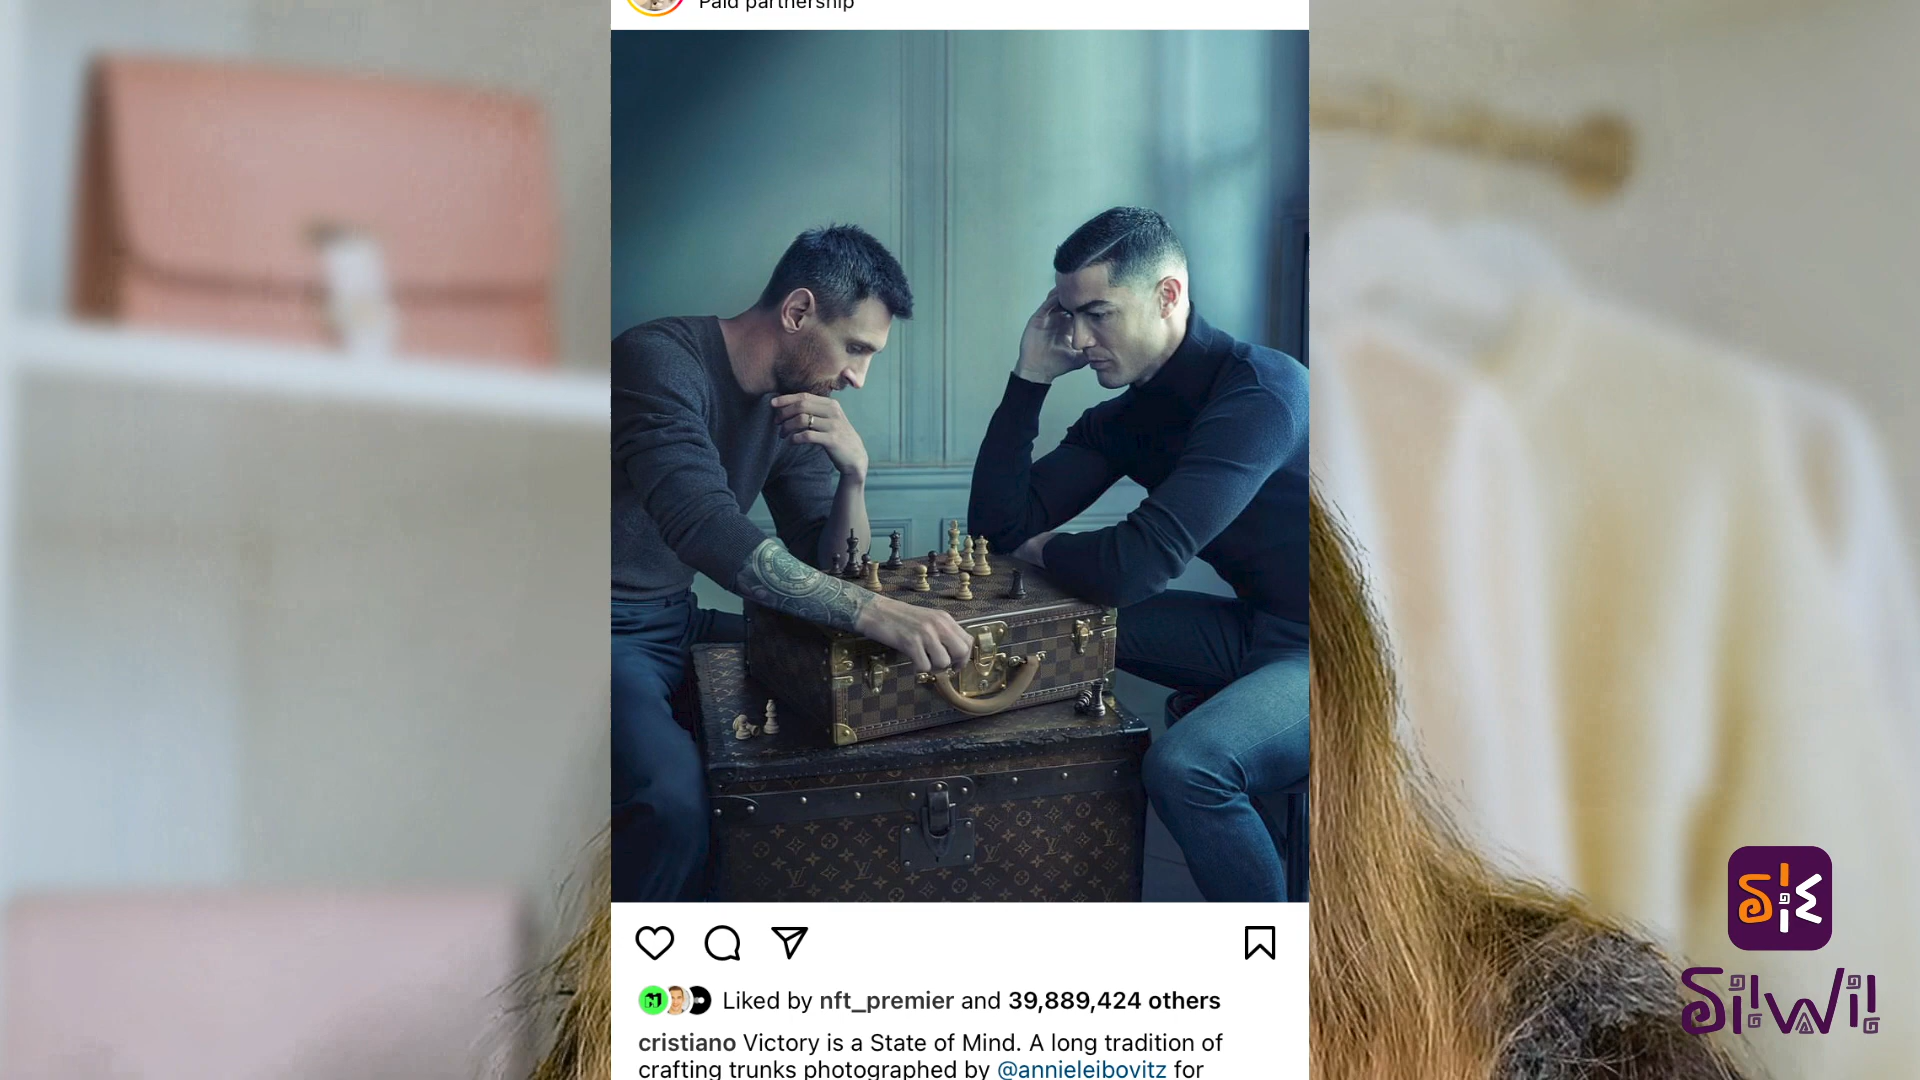 Paid partnership
Liked by nft_premier and 39,889,424 others
cristiano Victory is a State of Mind. A long tradition of
crafting trunks photographed by @annieleibovitz for
SilWil